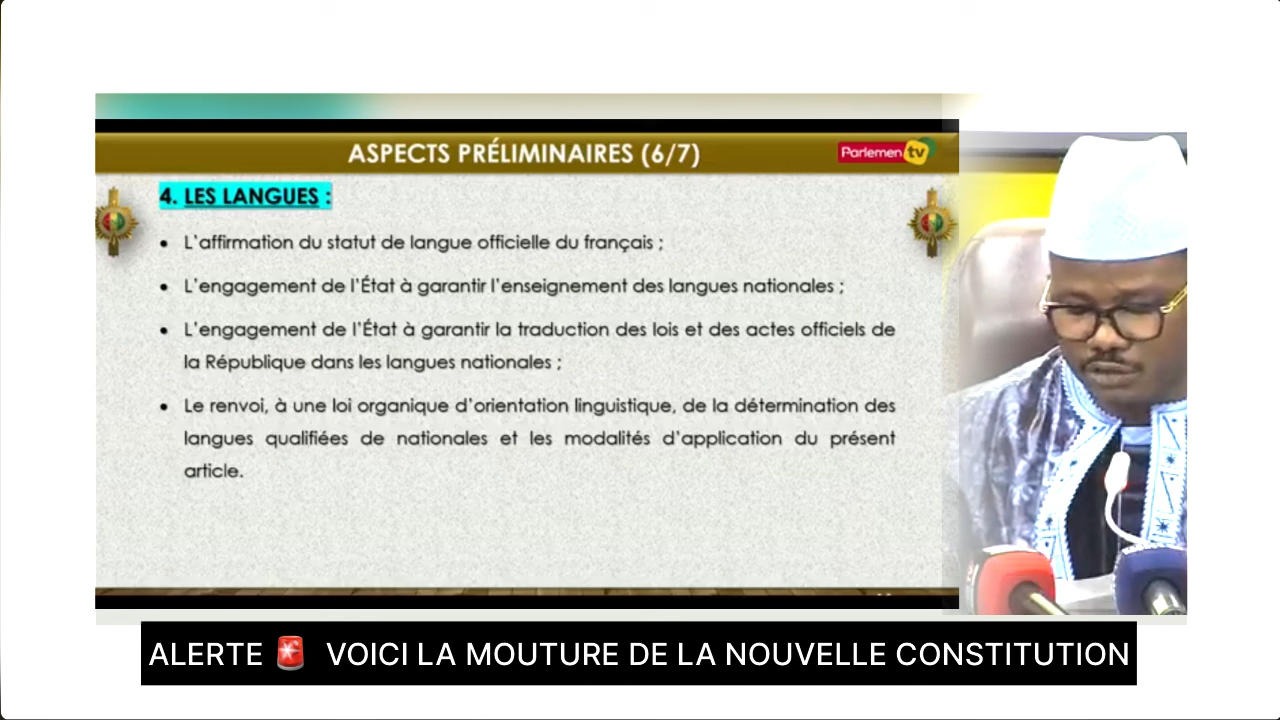 ASPECTS PRÉLIMINAIRES (6/7)
Parlemen tv
4. LES LANGUES :
• L'affirmation du statut de langue officielle du français ;
• L'engagement de l'État à garantir l'enseignement des langues nationales ;
• L'engagement de l'État à garantir la traduction des lois et des actes officiels de
la République dans les langues nationales ;
• Le renvoi, à une loi organique d'orientation linguistique, de la détermination des
langues qualifiées de nationales et les modalités d'application du présent
article.
ALERTE 🚨 VOICI LA MOUTURE DE LA NOUVELLE CONSTITUTION